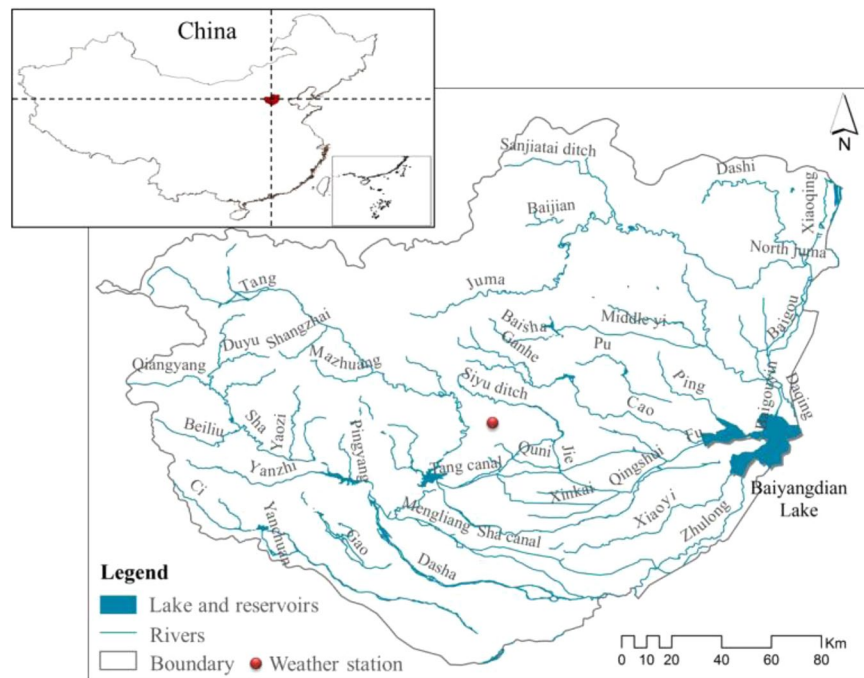 China
N
Sanjiatai ditch
Dashi
Xiaoqing
Baijian
North juma
Tang
Juma
Baigou
Duyu
Shangzhai
Baisha
Middle yi
Ganhe
Pu
Qiangyang
Mazhuang
Siyu ditch
Ping
Daqing
Baigouyin
Sha
Yaozi
Cao
Beiliu
Pingyang
Fu
Quni
Jie
Yanzhi
Tang canal
Qingshui
Ci
Xinkai
Baiyangdian
Lake
Mengliang
Sha canal
Xiaoyi
Zhulong
Yanchuan
Gao
Dasha
Legend
Lake and reservoirs
Rivers
Boundary
Weather station
Km
0 10 20 40 60 80